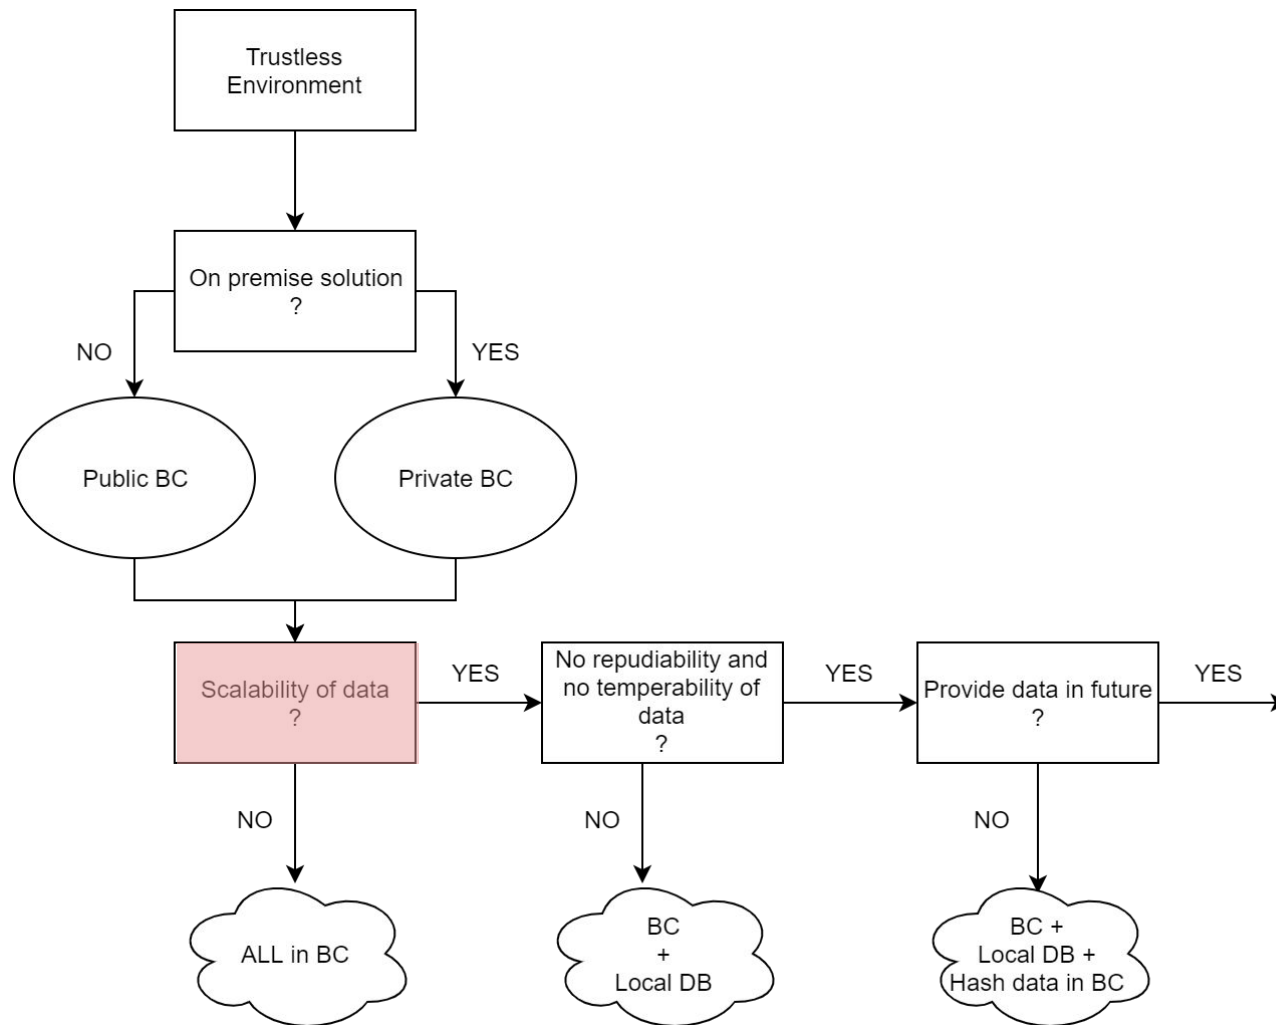 Trustless
Environment
On premise solution
?
NO
YES
Public BC
Private BC
Scalability of data
?
YES
No repudiability and
no temperability of
data
?
YES
Provide data in future
?
YES
NO
NO
NO
ALL in BC
BC
+
Local DB
BC +
Local DB +
Hash data in BC